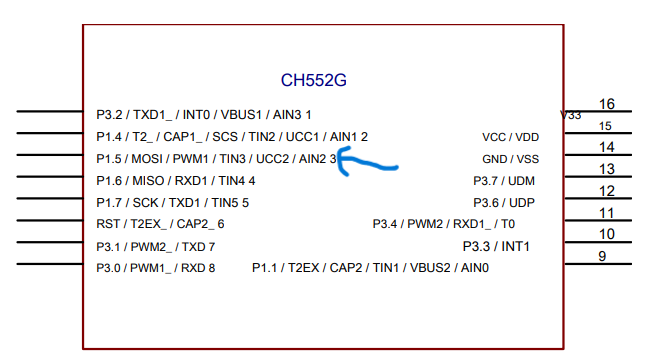 CH552G
P3.2 / TXD1_ / INT0 / VBUS1 / AIN3 1
V33
16
P1.4 / T2_ / CAP1_ / SCS / TIN2 / UCC1 / AIN1 2
VCC / VDD
15
P1.5 / MOSI / PWM1 / TIN3 / UCC2 / AIN2 3
GND / VSS
14
P1.6 / MISO / RXD1 / TIN4 4
P3.7 / UDM
13
P1.7 / SCK / TXD1 / TIN5 5
P3.6 / UDP
12
RST / T2EX_ / CAP2_ 6
P3.4 / PWM2 / RXD1_ / T0
11
P3.1 / PWM2_ / TXD 7
P3.3 / INT1
10
P3.0 / PWM1_ / RXD 8
P1.1 / T2EX / CAP2 / TIN1 / VBUS2 / AIN0
9